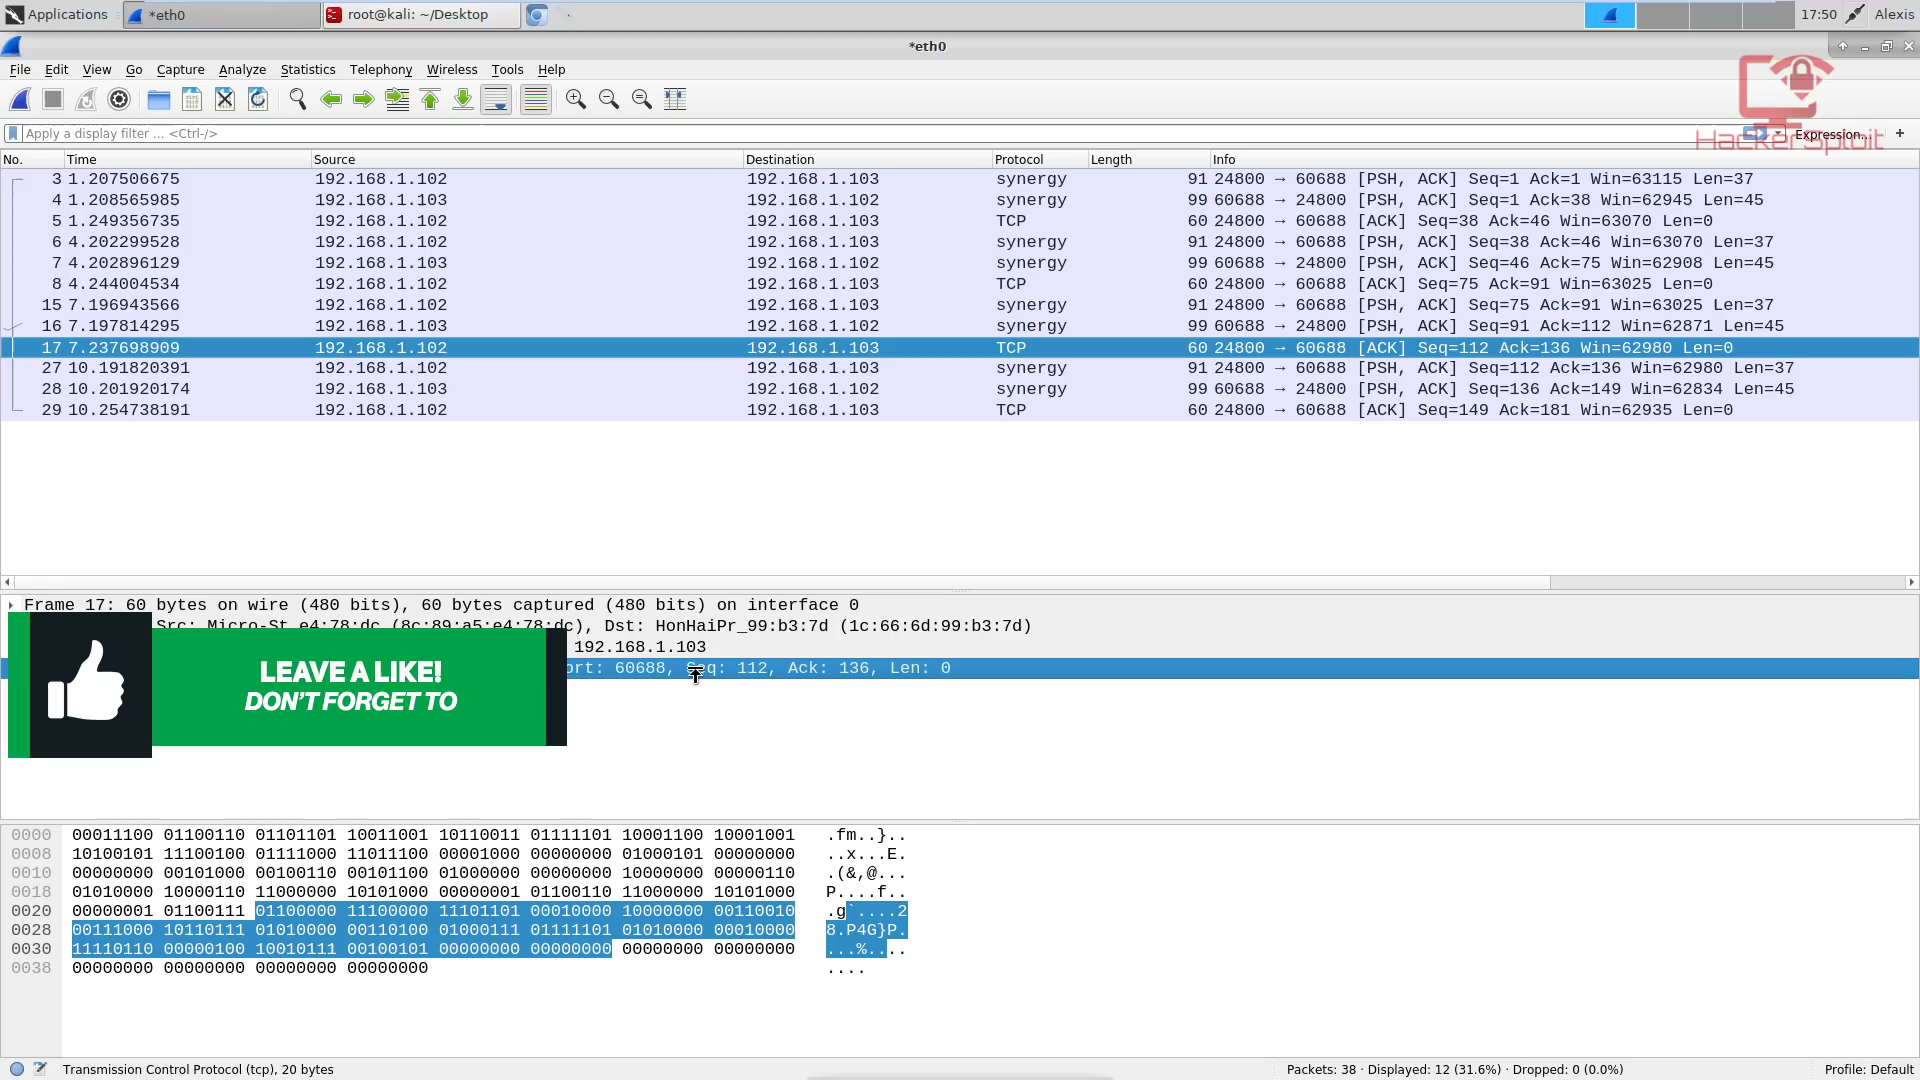 Applications *eth0 root@kali: ~/Desktop 17:50 Alexis
*eth0
File Edit View Go Capture Analyze Statistics Telephony Wireless Tools Help
Apply a display filter ... <Ctrl-/> Expression... +
HackerSploit
No. Time Source Destination Protocol Length Info
3 1.207506675 192.168.1.102 192.168.1.103 synergy 91 24800 → 60688 [PSH, ACK] Seq=1 Ack=1 Win=63115 Len=37
4 1.208565985 192.168.1.103 192.168.1.102 synergy 99 60688 → 24800 [PSH, ACK] Seq=1 Ack=38 Win=62945 Len=45
5 1.249356735 192.168.1.102 192.168.1.103 TCP 60 24800 → 60688 [ACK] Seq=38 Ack=46 Win=63070 Len=0
6 4.202299528 192.168.1.102 192.168.1.103 synergy 91 24800 → 60688 [PSH, ACK] Seq=38 Ack=46 Win=63070 Len=37
7 4.202896129 192.168.1.103 192.168.1.102 synergy 99 60688 → 24800 [PSH, ACK] Seq=46 Ack=75 Win=62908 Len=45
8 4.244004534 192.168.1.102 192.168.1.103 TCP 60 24800 → 60688 [ACK] Seq=75 Ack=91 Win=63025 Len=0
15 7.196943566 192.168.1.102 192.168.1.103 synergy 91 24800 → 60688 [PSH, ACK] Seq=75 Ack=91 Win=63025 Len=37
16 7.197814295 192.168.1.103 192.168.1.102 synergy 99 60688 → 24800 [PSH, ACK] Seq=91 Ack=112 Win=62871 Len=45
17 7.237698909 192.168.1.102 192.168.1.103 TCP 60 24800 → 60688 [ACK] Seq=112 Ack=136 Win=62980 Len=0
27 10.191820391 192.168.1.102 192.168.1.103 synergy 91 24800 → 60688 [PSH, ACK] Seq=112 Ack=136 Win=62980 Len=37
28 10.201920174 192.168.1.103 192.168.1.102 synergy 99 60688 → 24800 [PSH, ACK] Seq=136 Ack=149 Win=62834 Len=45
29 10.254738191 192.168.1.102 192.168.1.103 TCP 60 24800 → 60688 [ACK] Seq=149 Ack=181 Win=62935 Len=0
Frame 17: 60 bytes on wire (480 bits), 60 bytes captured (480 bits) on interface 0
Src: Micro-St_e4:78:dc (8c:89:a5:e4:78:dc), Dst: HonHaiPr_99:b3:7d (1c:66:6d:99:b3:7d)
192.168.1.103
ort: 60688, Seq: 112, Ack: 136, Len: 0
LEAVE A LIKE!
DON'T FORGET TO
0000 00011100 01100110 01101101 10011001 10110011 01111101 10001100 10001001 .fm..}..
0008 10100101 11100100 01111000 11011100 00001000 00000000 01000101 00000000 ..x...E.
0010 00000000 00101000 00100110 00101100 01000000 00000000 10000000 00000110 .(&,@...
0018 01010000 10000110 11000000 10101000 00000001 01100110 11000000 10101000 P....f..
0020 00000001 01100111 01100000 11100000 11101101 00010000 10000000 00110010 .g`....2
0028 00111000 10110111 01010000 00110100 01000111 01111101 01010000 00010000 8.P4G}P.
0030 11110110 00000100 10010111 00100101 00000000 00000000 00000000 00000000 ...%....
0038 00000000 00000000 00000000 00000000 ....
Transmission Control Protocol (tcp), 20 bytes Packets: 38 · Displayed: 12 (31.6%) · Dropped: 0 (0.0%) Profile: Default